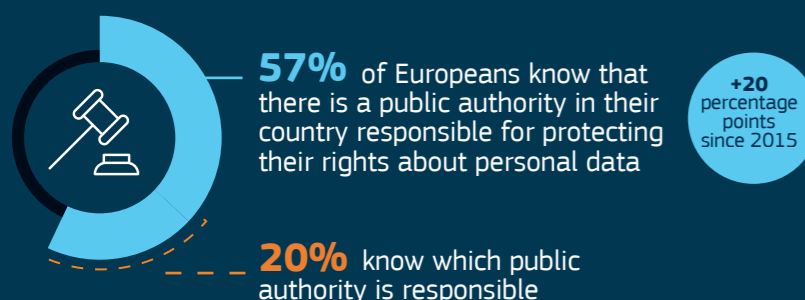 57% of Europeans know that
there is a public authority in their
country responsible for protecting
their rights about personal data
+20
percentage
points
since 2015
20% know which public
authority is responsible